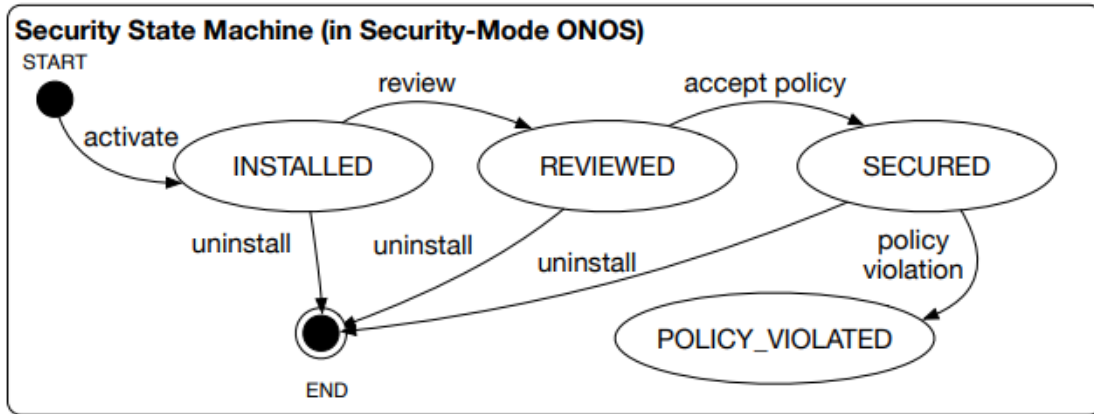 Security State Machine (in Security-Mode ONOS)
START
review
accept policy
activate
INSTALLED
REVIEWED
SECURED
uninstall
uninstall
uninstall
policy
violation
POLICY_VIOLATED
END